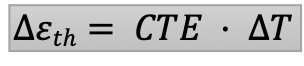 Δε_th = CTE · ΔT